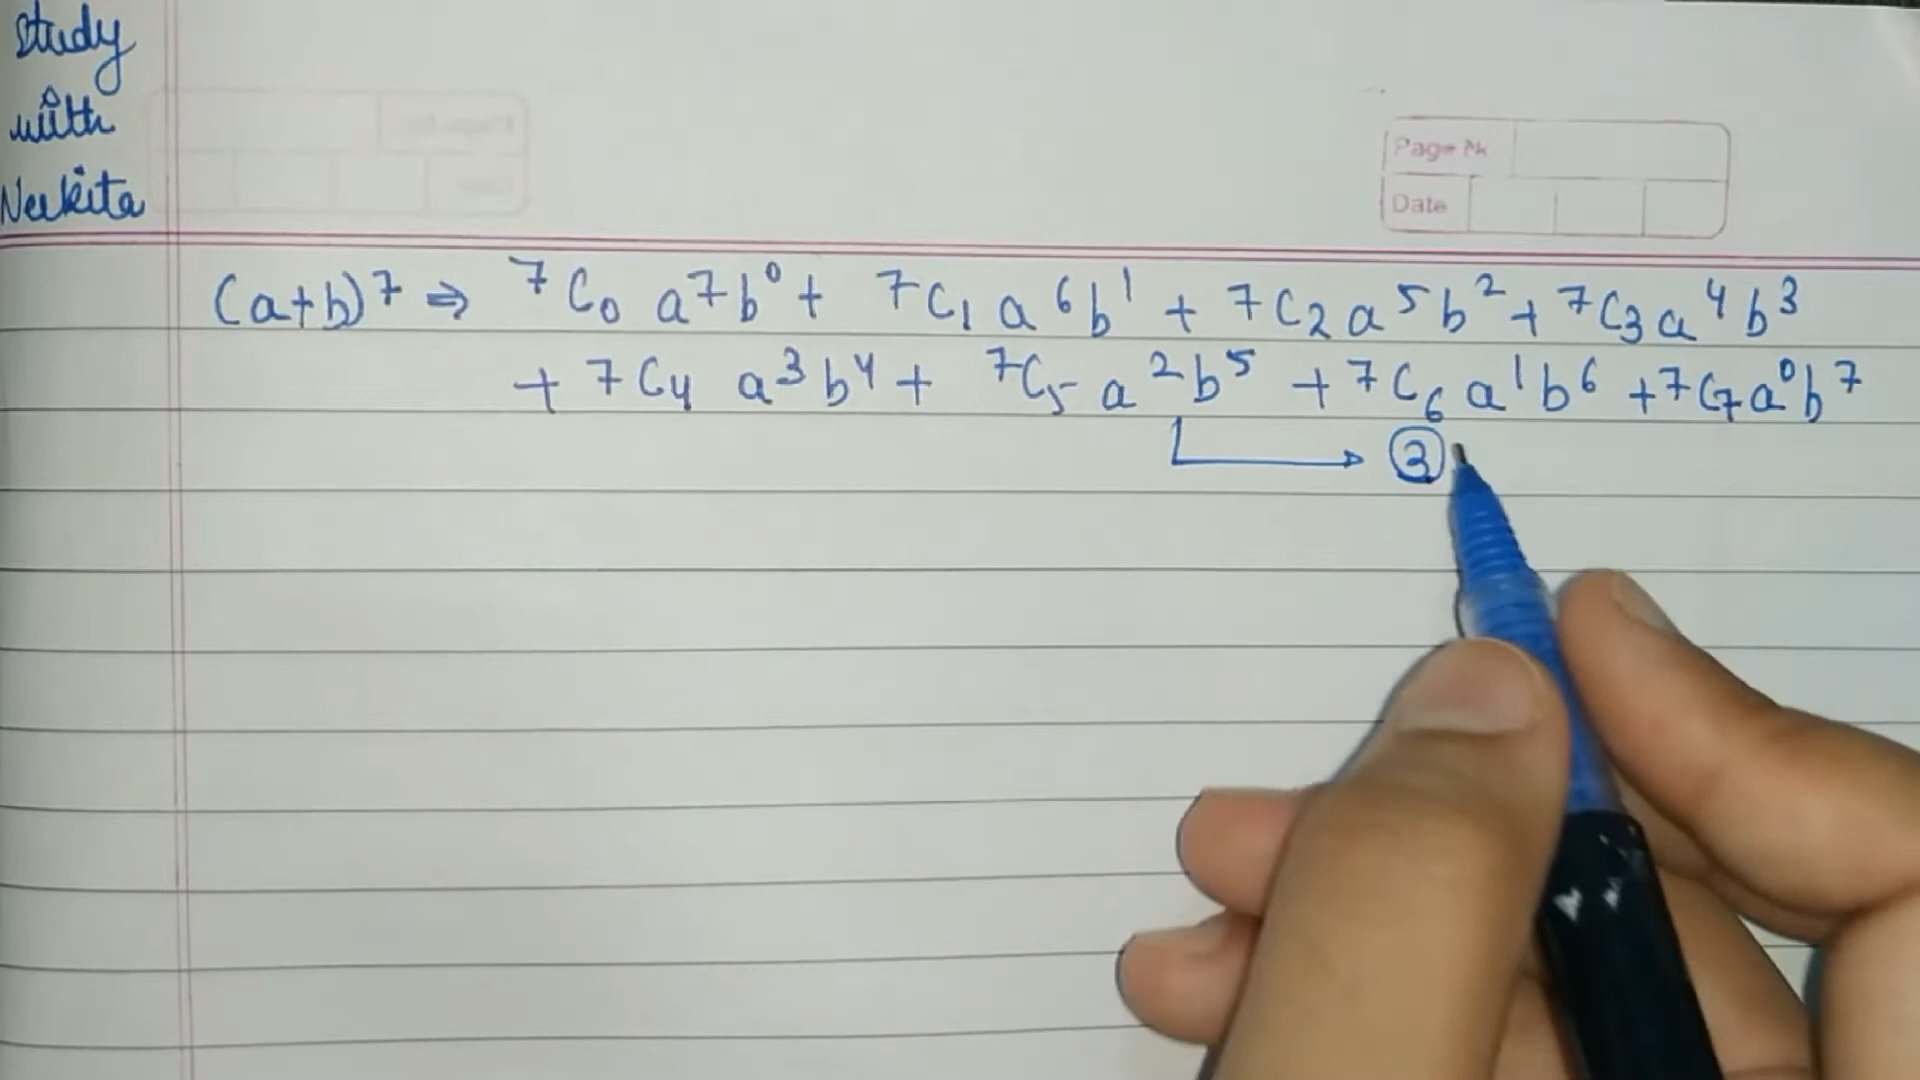 Study
with
Neekita
Page No
Date
(a+b)⁷ ⇒ ⁷C₀ a⁷b⁰ + ⁷C₁ a⁶b¹ + ⁷C₂ a⁵b² + ⁷C₃ a⁴b³
+ ⁷C₄ a³b⁴ + ⁷C₅ a²b⁵ + ⁷C₆ a¹b⁶ + ⁷C₇ a⁰b⁷
③